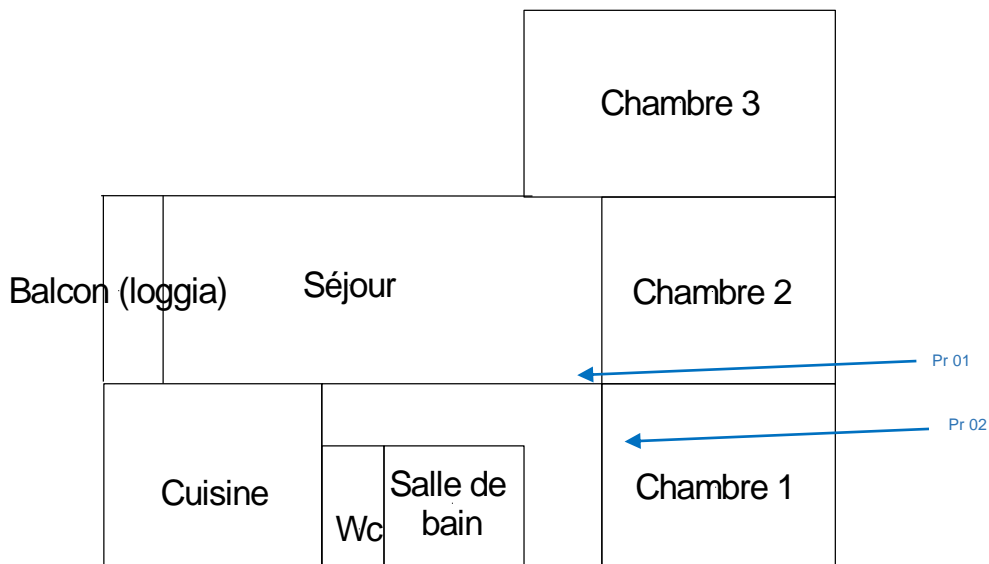 Chambre 3
Balcon (loggia)
Séjour
Chambre 2
Pr 01
Pr 02
Cuisine
Wc
Salle de
bain
Chambre 1